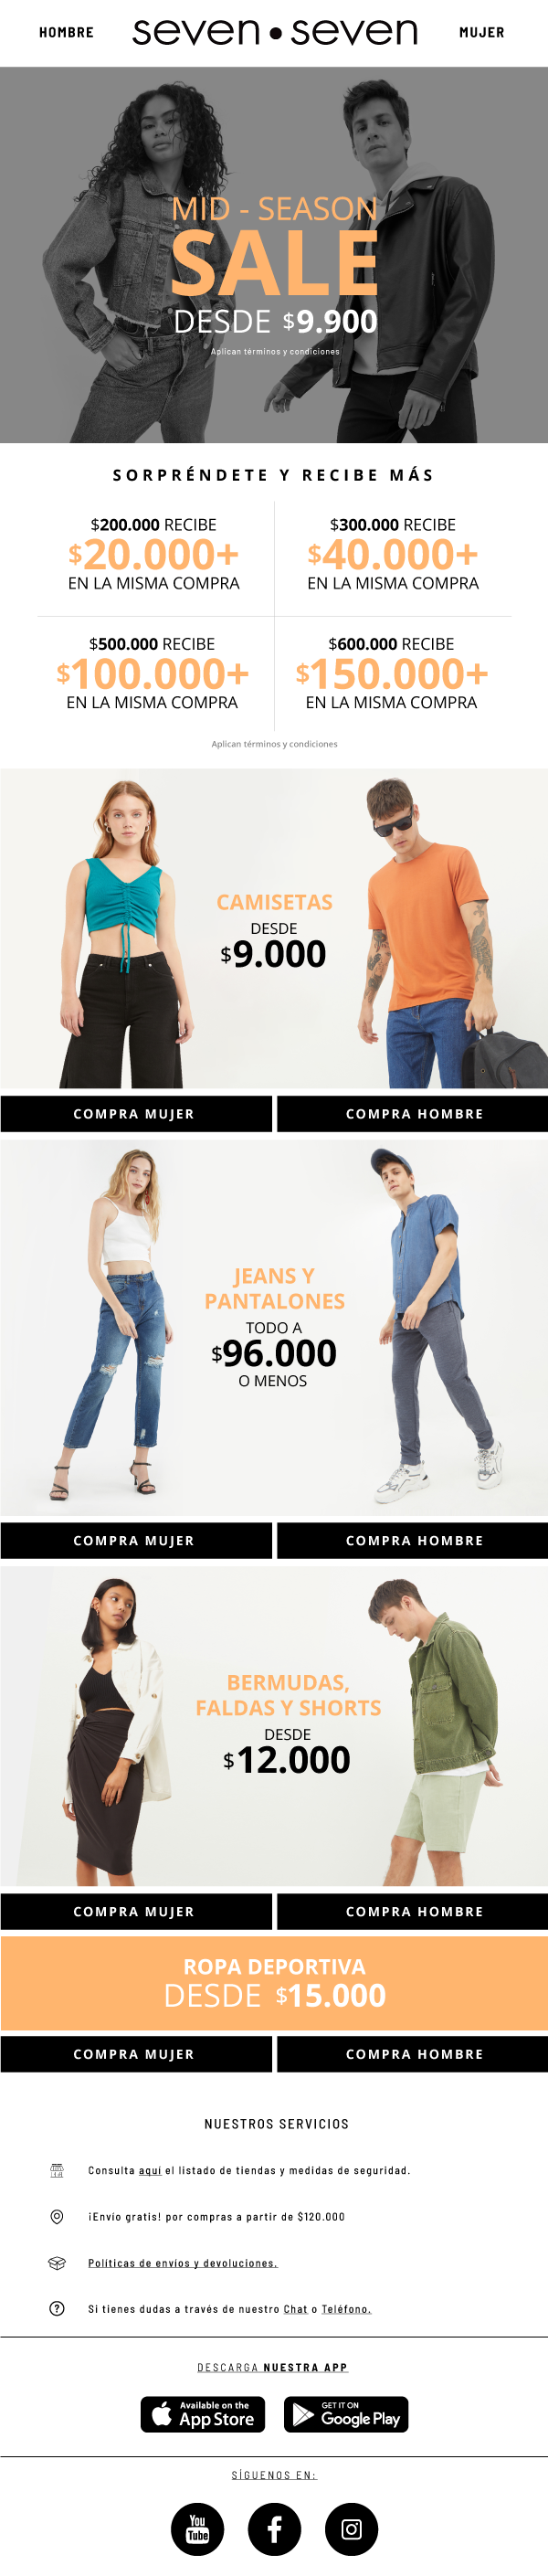 HOMBRE
seven•seven
MUJER
MID - SEASON
SALE
DESDE $9.900
Aplican términos y condiciones
SORPRÉNDETE Y RECIBE MÁS
$200.000 RECIBE
$20.000+
EN LA MISMA COMPRA
$300.000 RECIBE
$40.000+
EN LA MISMA COMPRA
$500.000 RECIBE
$100.000+
EN LA MISMA COMPRA
$600.000 RECIBE
$150.000+
EN LA MISMA COMPRA
Aplican términos y condiciones
CAMISETAS
DESDE
$9.000
COMPRA MUJER
COMPRA HOMBRE
JEANS Y
PANTALONES
TODO A
$96.000
O MENOS
COMPRA MUJER
COMPRA HOMBRE
BERMUDAS,
FALDAS Y SHORTS
DESDE
$12.000
COMPRA MUJER
COMPRA HOMBRE
ROPA DEPORTIVA
DESDE $15.000
COMPRA MUJER
COMPRA HOMBRE
NUESTROS SERVICIOS
Consulta aquí el listado de tiendas y medidas de seguridad.
¡Envío gratis! por compras a partir de $120.000
Políticas de envíos y devoluciones.
Si tienes dudas a través de nuestro Chat o Teléfono.
DESCARGA NUESTRA APP
Available on the
App Store
GET IT ON
Google Play
SÍGUENOS EN:
You
Tube